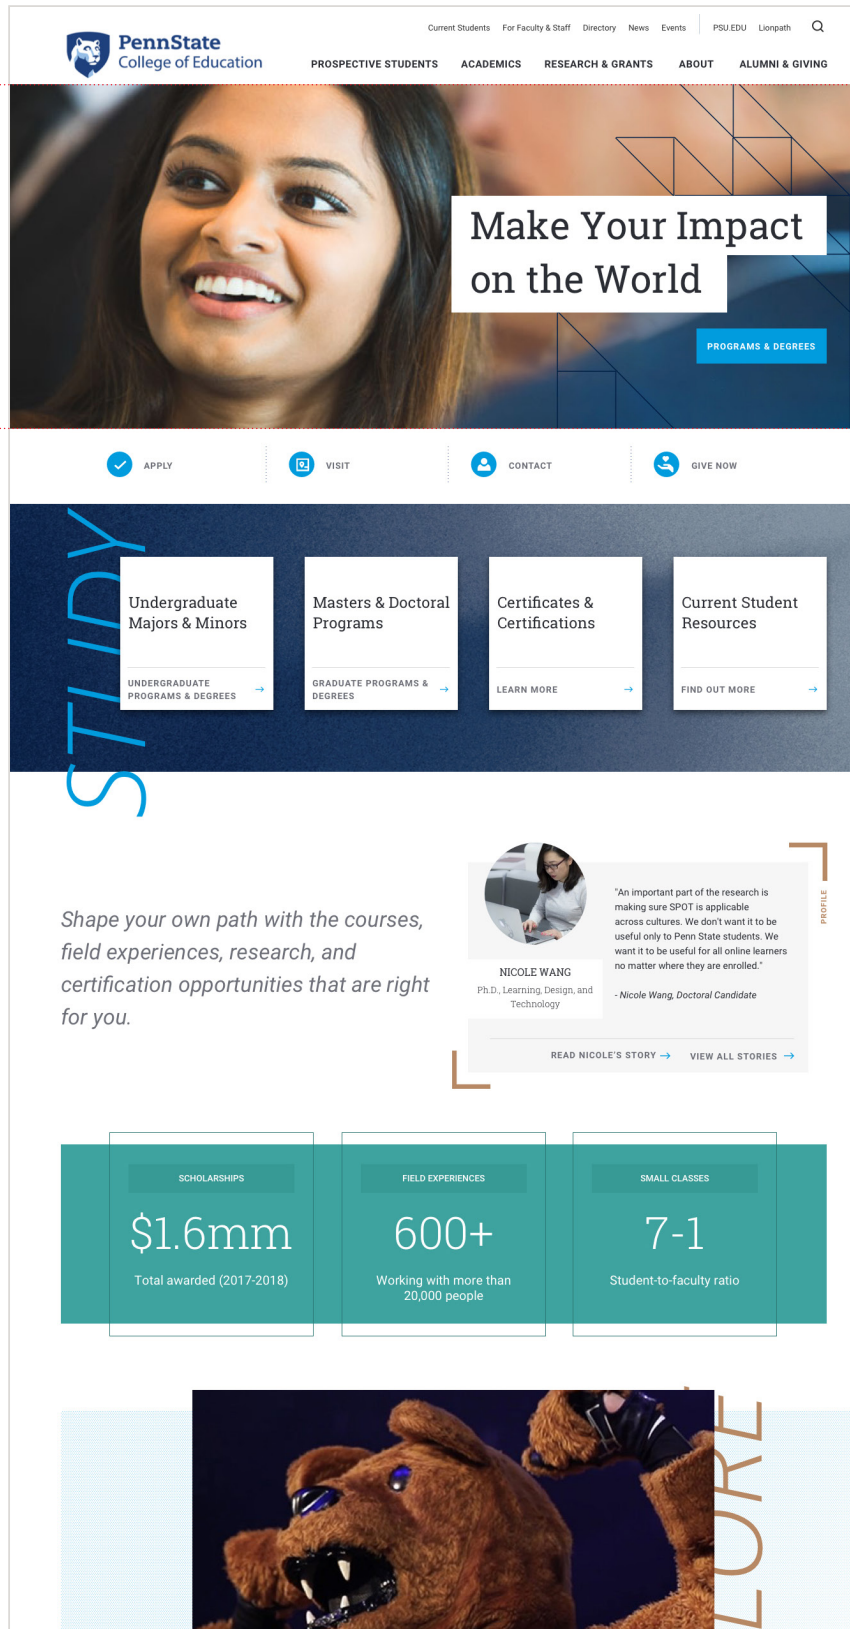 Current Students For Faculty & Staff Directory News Events PSU.EDU Lionpath
PennState
College of Education
PROSPECTIVE STUDENTS ACADEMICS RESEARCH & GRANTS ABOUT ALUMNI & GIVING
Make Your Impact
on the World
PROGRAMS & DEGREES
APPLY VISIT CONTACT GIVE NOW
STUDY
Undergraduate
Majors & Minors
UNDERGRADUATE
PROGRAMS & DEGREES
Masters & Doctoral
Programs
GRADUATE PROGRAMS &
DEGREES
Certificates &
Certifications
LEARN MORE
Current Student
Resources
FIND OUT MORE
Shape your own path with the courses,
field experiences, research, and
certification opportunities that are right
for you.
NICOLE WANG
Ph.D., Learning, Design, and
Technology
"An important part of the research is
making sure SPOT is applicable
across cultures. We don't want it to be
useful only to Penn State students. We
want it to be useful for all online learners
no matter where they are enrolled."
- Nicole Wang, Doctoral Candidate
PROFILE
READ NICOLE'S STORY VIEW ALL STORIES
SCHOLARSHIPS
$1.6mm
Total awarded (2017-2018)
FIELD EXPERIENCES
600+
Working with more than
20,000 people
SMALL CLASSES
7-1
Student-to-faculty ratio
LORE